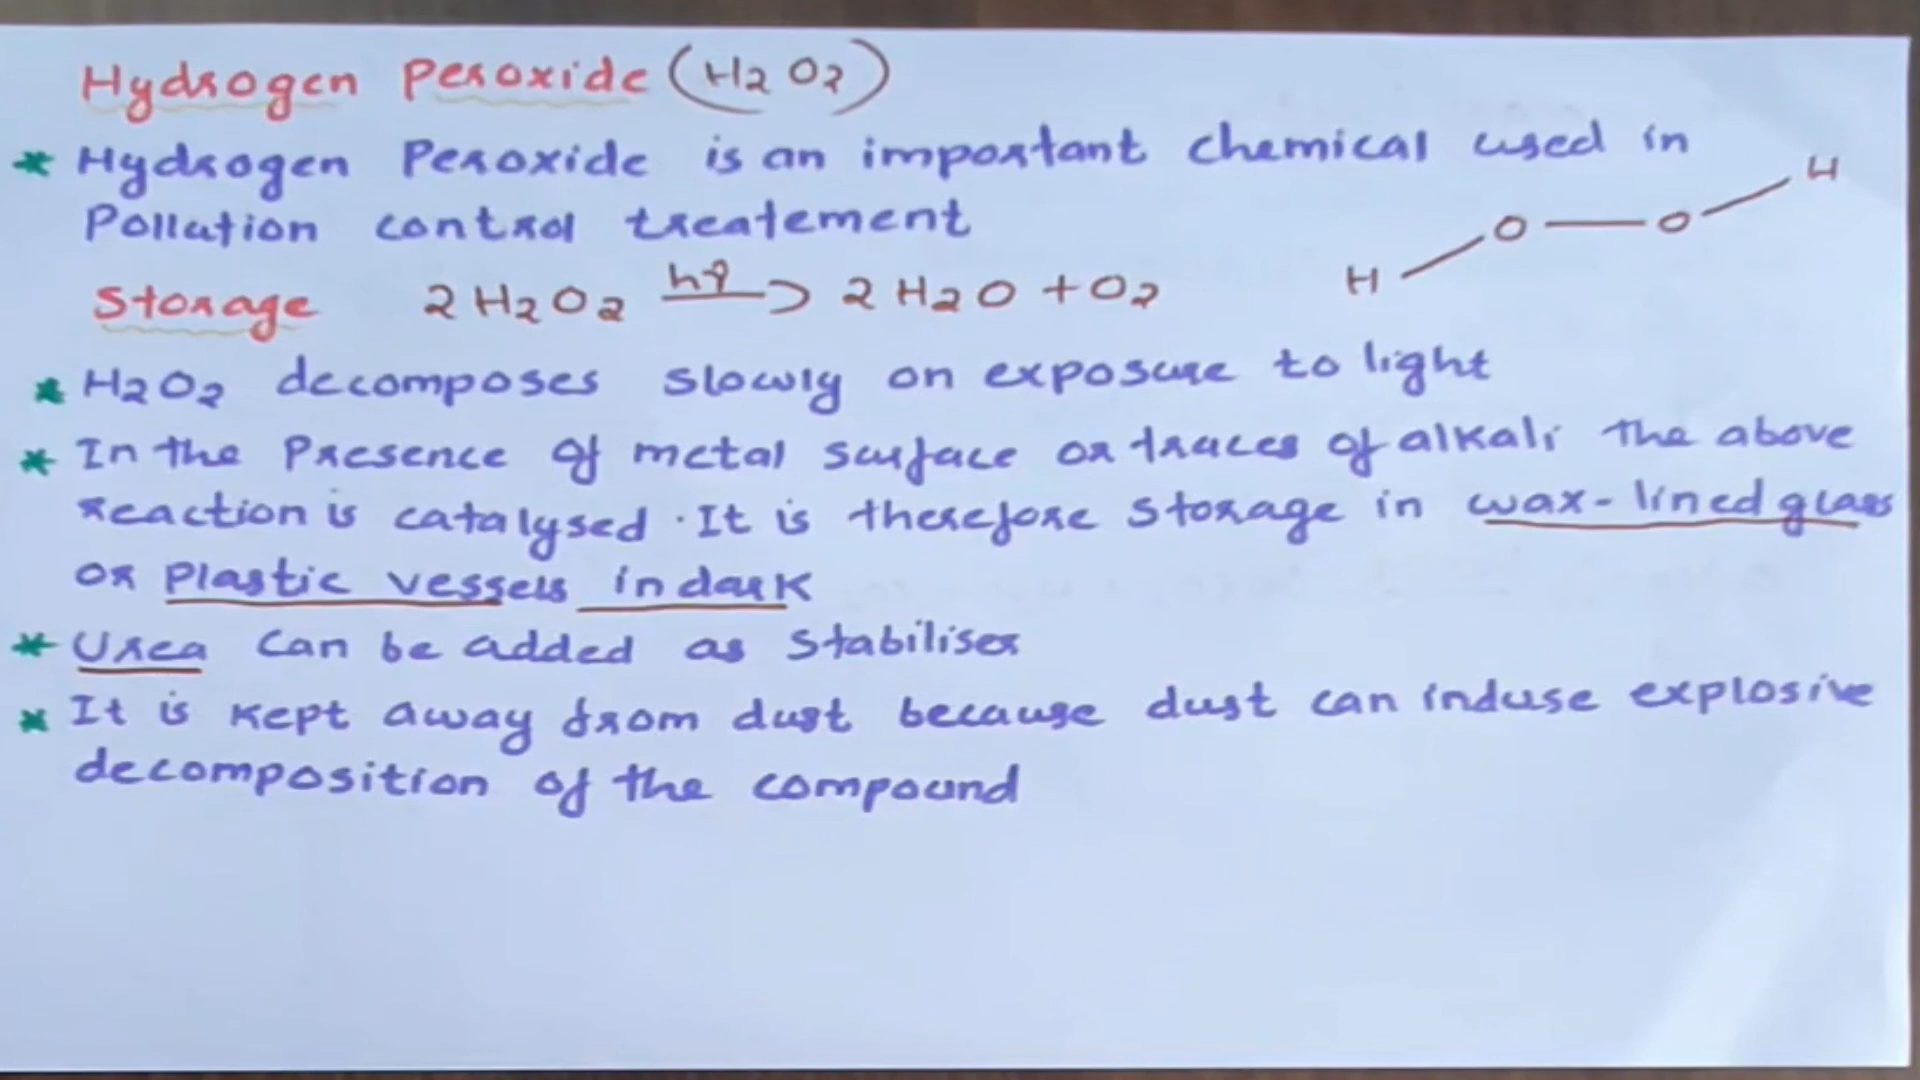 Hydrogen Peroxide (H2O2)
* Hydrogen Peroxide is an important chemical used in
Pollution control treatement
H O O H
Storage 2H2O2 hν → 2H2O + O2
* H2O2 decomposes slowly on exposure to light
* In the Presence of metal surface or traces of alkali the above
reaction is catalysed. It is therefore storage in wax-lined glass
or Plastic vessels in dark
* Urea can be added as stabiliser
* It is kept away from dust because dust can induse explosive
decomposition of the compound